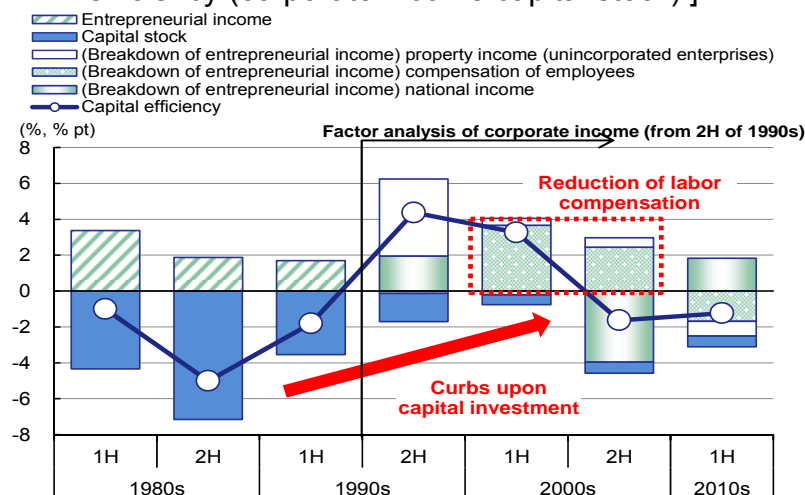 Entrepreneurial income
Capital stock
(Breakdown of entrepreneurial income) property income (unincorporated enterprises)
(Breakdown of entrepreneurial income) compensation of employees
(Breakdown of entrepreneurial income) national income
Capital efficiency
(%, % pt)
Factor analysis of corporate income (from 2H of 1990s)
8
6
4
2
0
-2
-4
-6
-8
Reduction of labor
compensation
Curbs upon
capital investment
1H 2H 1H 2H 1H 2H 1H
1980s 1990s 2000s 2010s